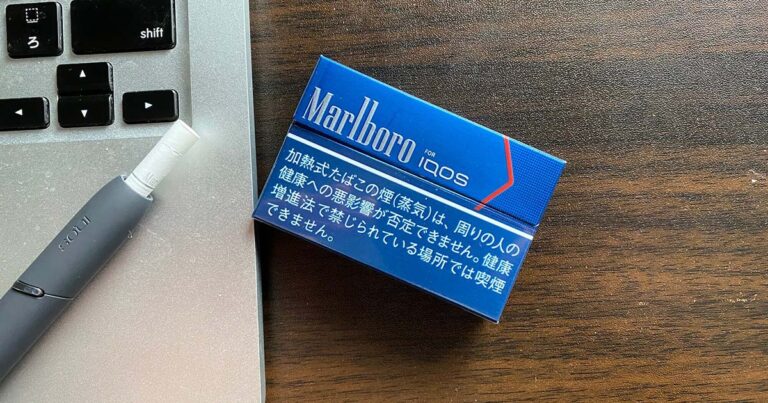 ろ
shift
▲
◀
▼
▶
IQOS
Marlboro
FOR
IQOS
加熱式たばこの煙(蒸気)は、周りの人の
健康への悪影響が否定できません。健康
増進法で禁じられている場所では喫煙
できません。